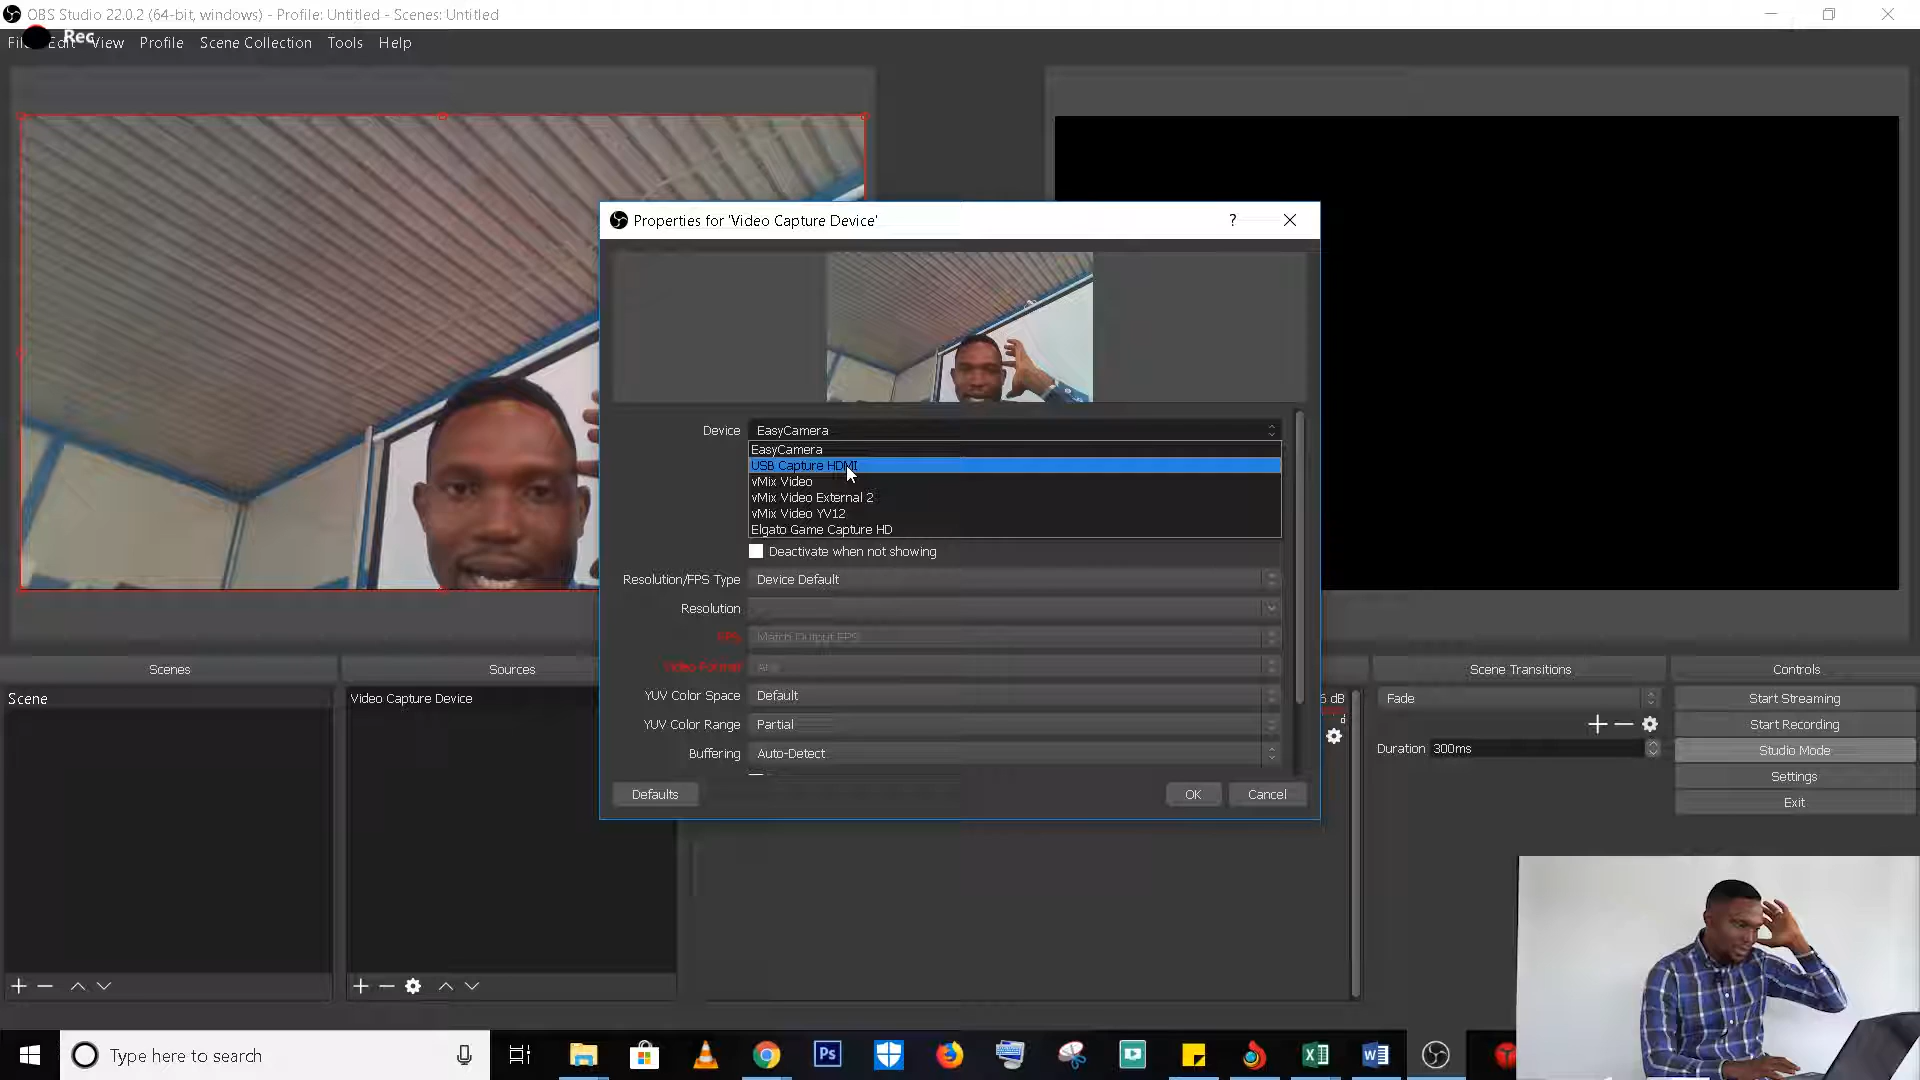 OBS Studio 22.0.2 (64-bit, windows) - Profile: Untitled - Scenes: Untitled
Rec
View Profile Scene Collection Tools Help
Properties for 'Video Capture Device'
?
Device EasyCamera
EasyCamera
USB Capture HDMI
vMix Video
vMix Video External 2
vMix Video YV12
Elgato Game Capture HD
Deactivate when not showing
Resolution/FPS Type Device Default
Resolution
FPS Match Output FPS
Video Format Any
YUV Color Space Default
YUV Color Range Partial
Buffering Auto-Detect
Defaults OK Cancel
Scenes
Scene
Sources
Video Capture Device
6 dB
Scene Transitions
Fade
Duration 300ms
Controls
Start Streaming
Start Recording
Studio Mode
Settings
Exit
Type here to search
Ps